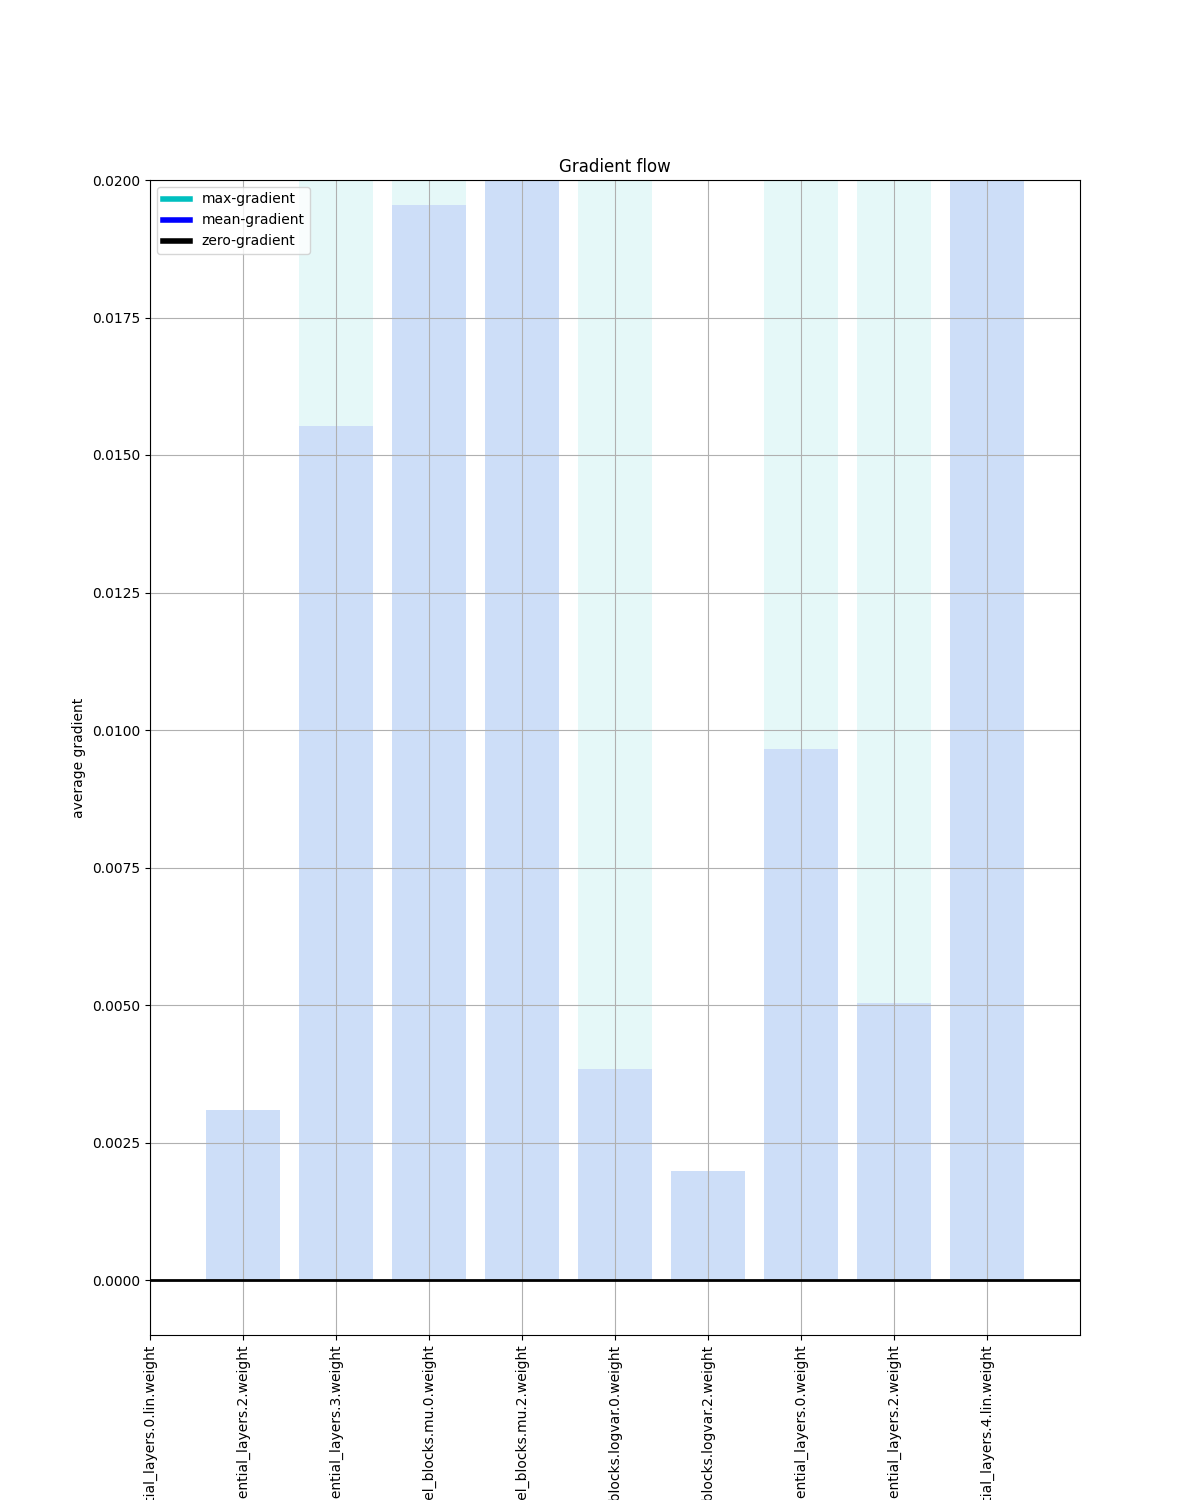 Gradient flow
max-gradient
mean-gradient
zero-gradient
0.0200
0.0175
0.0150
0.0125
0.0100
0.0075
0.0050
0.0025
0.0000
average gradient
tial_layers.0.lin.weight
ential_layers.2.weight
ential_layers.3.weight
el_blocks.mu.0.weight
el_blocks.mu.2.weight
blocks.logvar.0.weight
blocks.logvar.2.weight
ential_layers.0.weight
ential_layers.2.weight
tial_layers.4.lin.weight